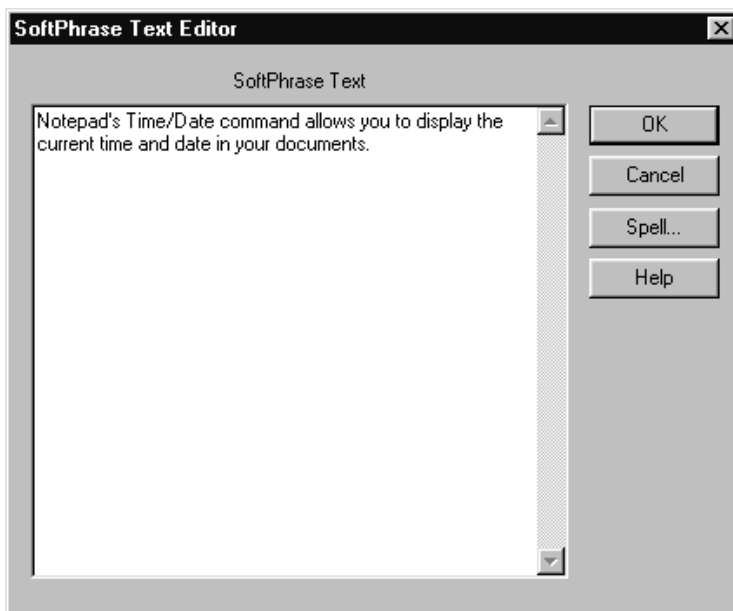 SoftPhrase Text Editor
SoftPhrase Text
Notepad's Time/Date command allows you to display the
current time and date in your documents.
OK
Cancel
Spell...
Help